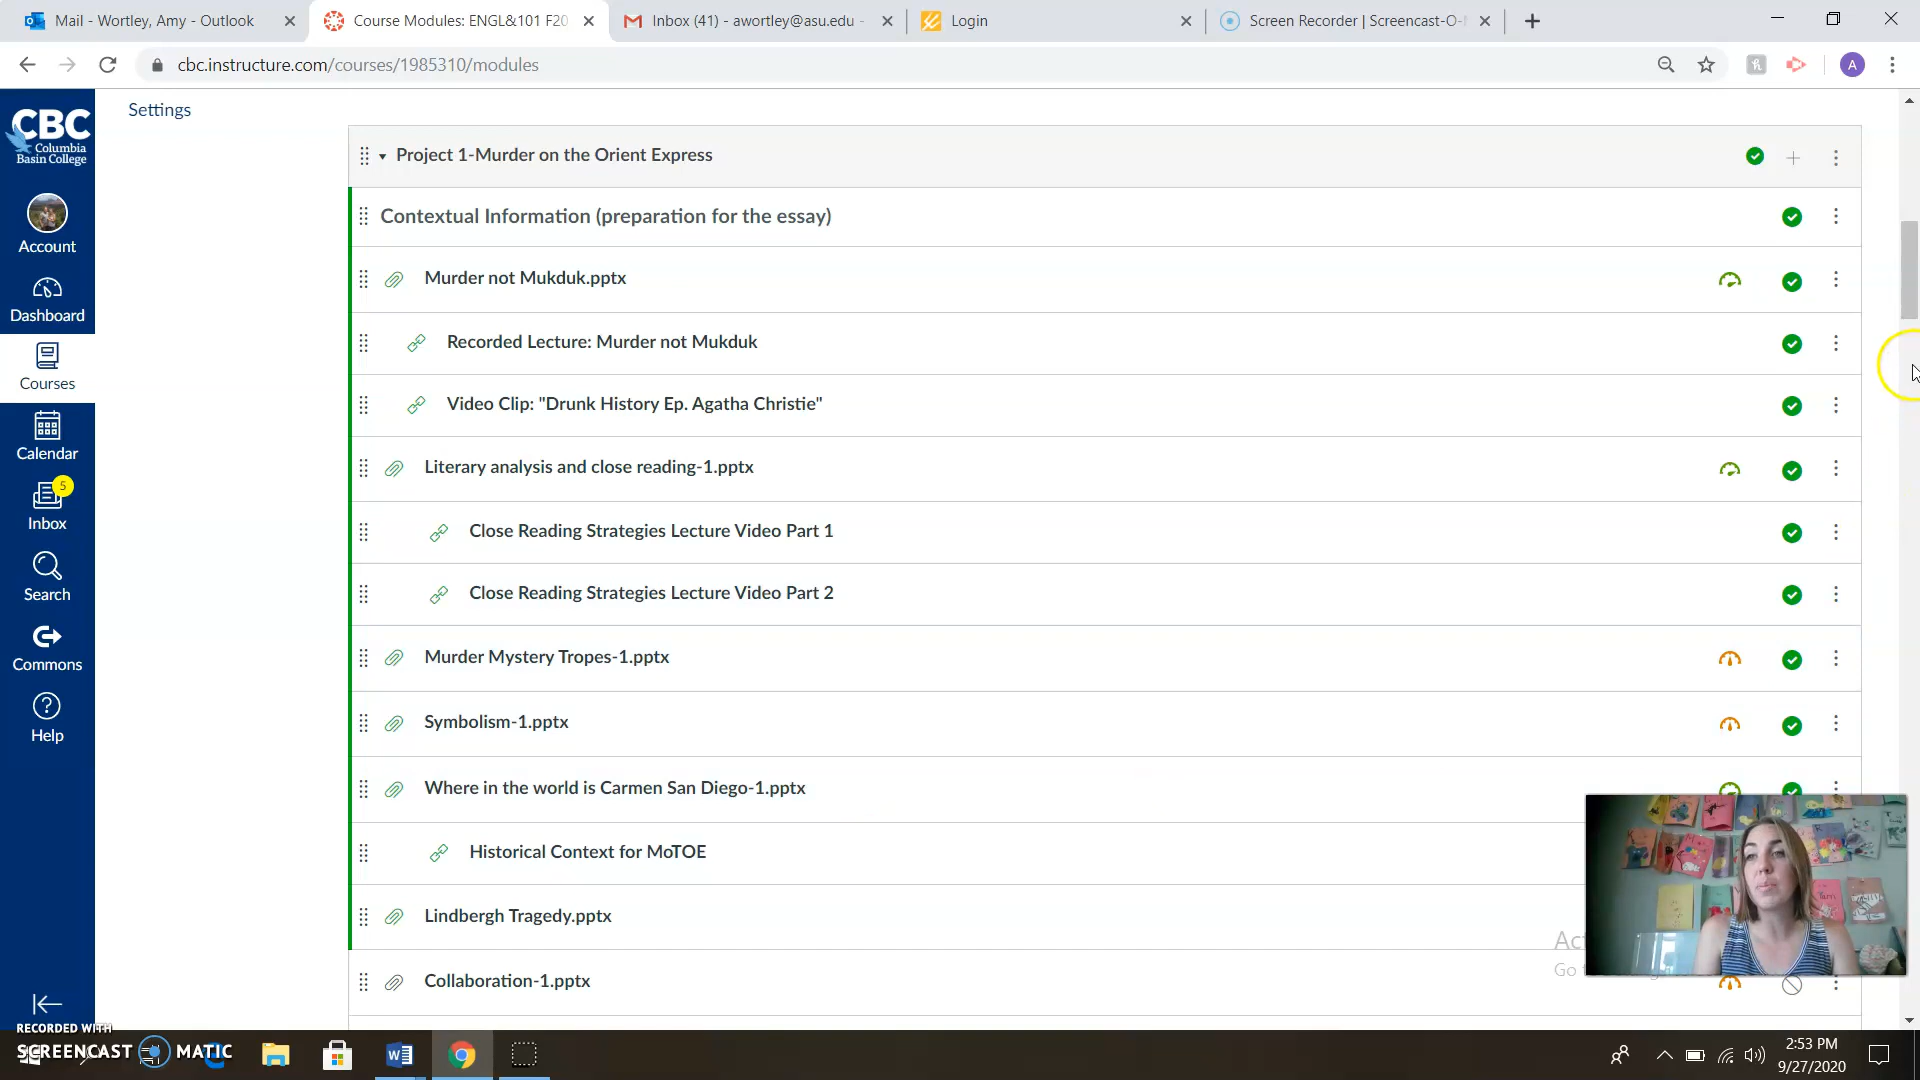 Mail - Wortley, Amy - Outlook
Course Modules: ENGL&101 F20
Inbox (41) - awortley@asu.edu -
Login
Screen Recorder | Screencast-O-
cbc.instructure.com/courses/1985310/modules
A
CBC
Columbia
Basin College
Account
Dashboard
Courses
Calendar
5
Inbox
Search
Commons
Help
Settings
Project 1-Murder on the Orient Express
Contextual Information (preparation for the essay)
Murder not Mukduk.pptx
Recorded Lecture: Murder not Mukduk
Video Clip: "Drunk History Ep. Agatha Christie"
Literary analysis and close reading-1.pptx
Close Reading Strategies Lecture Video Part 1
Close Reading Strategies Lecture Video Part 2
Murder Mystery Tropes-1.pptx
Symbolism-1.pptx
Where in the world is Carmen San Diego-1.pptx
Historical Context for MoTOE
Lindbergh Tragedy.pptx
Collaboration-1.pptx
Go
RECORDED WITH
SCREENCAST MATIC
2:53 PM
9/27/2020